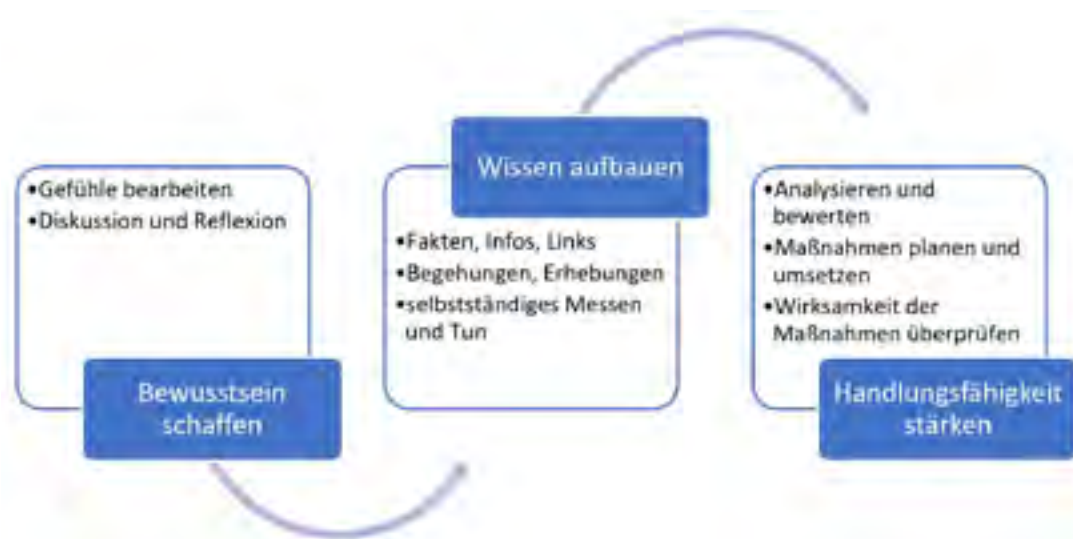 •Gefühle bearbeiten
•Diskussion und Reflexion
Bewusstsein
schaffen
Wissen aufbauen
•Fakten, Infos, Links
•Begehungen, Erhebungen
•selbstständiges Messen
und Tun
•Analysieren und
bewerten
•Maßnahmen planen und
umsetzen
•Wirksamkeit der
Maßnahmen überprüfen
Handlungsfähigkeit
stärken